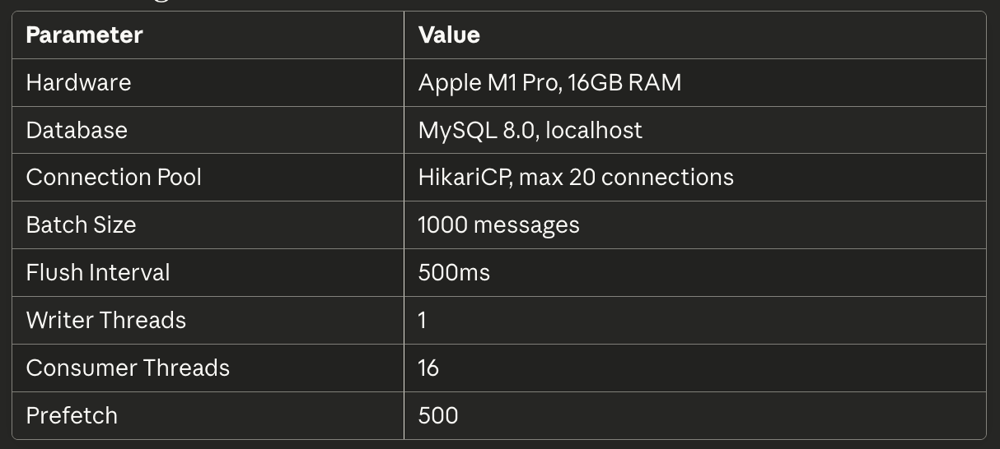 Parameter Value
Hardware Apple M1 Pro, 16GB RAM
Database MySQL 8.0, localhost
Connection Pool HikariCP, max 20 connections
Batch Size 1000 messages
Flush Interval 500ms
Writer Threads 1
Consumer Threads 16
Prefetch 500